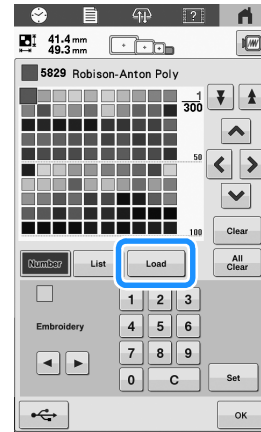 41.4 mm
49.3 mm
5829 Robison-Anton Poly
1
300
50
100
Clear
Number List Load All Clear
1 2 3
Embroidery 4 5 6
7 8 9
0 C Set
OK